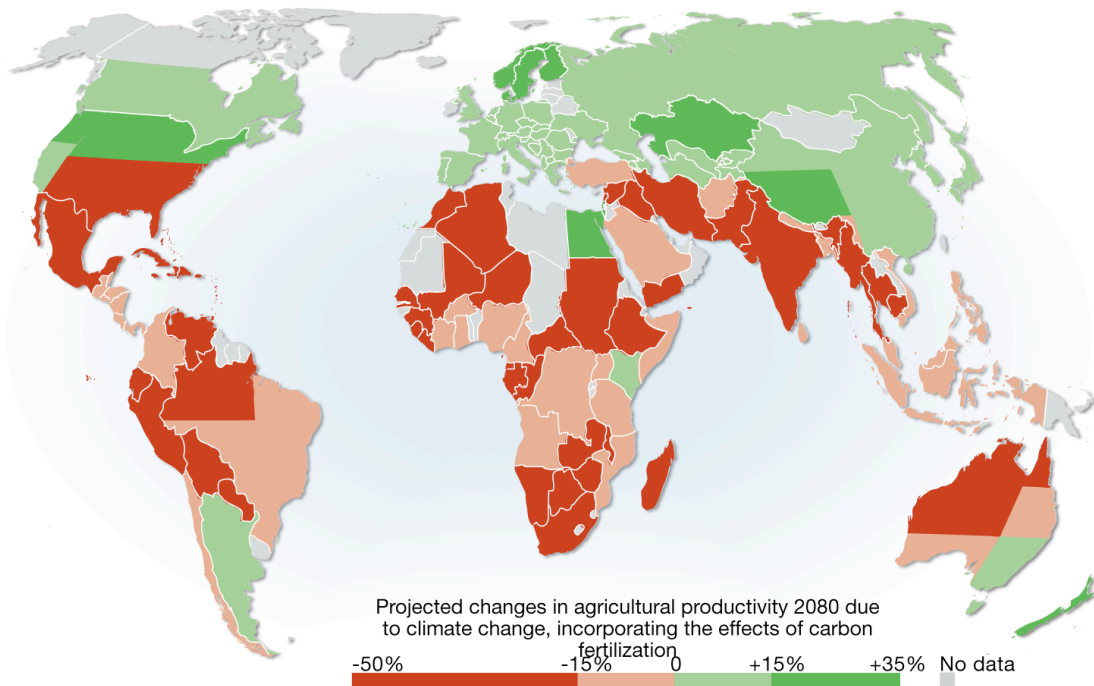 Projected changes in agricultural productivity 2080 due
to climate change, incorporating the effects of carbon
fertilization
-50% -15% 0 +15% +35% No data